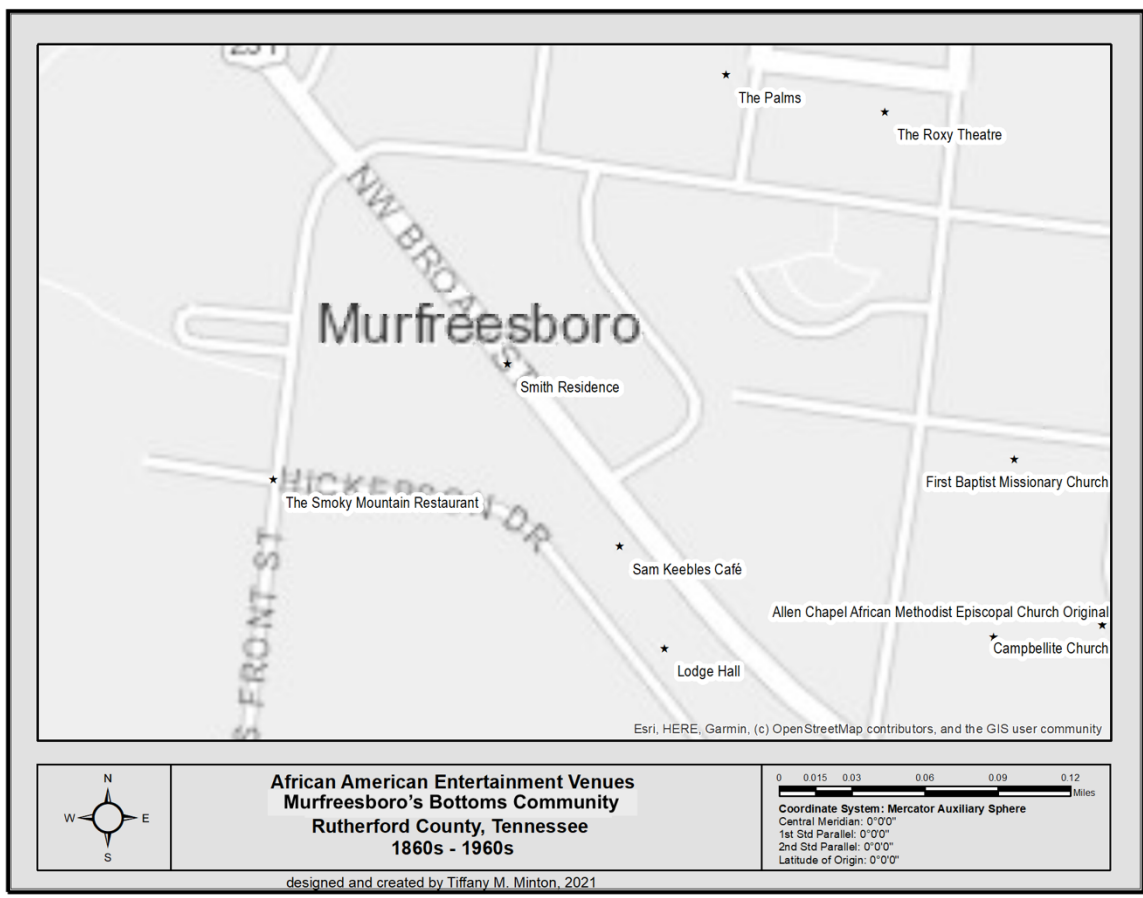 231
The Palms
The Roxy Theatre
NW BROAD ST
Murfreesboro
Smith Residence
First Baptist Missionary Church
HICKERSON DR
The Smoky Mountain Restaurant
S FRONT ST
Sam Keebles Café
Allen Chapel African Methodist Episcopal Church Original
Campbellite Church
Lodge Hall
Esri, HERE, Garmin, (c) OpenStreetMap contributors, and the GIS user community
N
W E
S
African American Entertainment Venues
Murfreesboro's Bottoms Community
Rutherford County, Tennessee
1860s - 1960s
0 0.015 0.03 0.06 0.09 0.12
Miles
Coordinate System: Mercator Auxiliary Sphere
Central Meridian: 0°0'0"
1st Std Parallel: 0°0'0"
2nd Std Parallel: 0°0'0"
Latitude of Origin: 0°0'0"
designed and created by Tiffany M. Minton, 2021